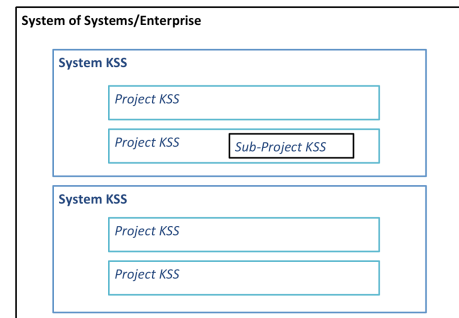 System of Systems/Enterprise
System KSS
Project KSS
Project KSS
Sub-Project KSS
System KSS
Project KSS
Project KSS